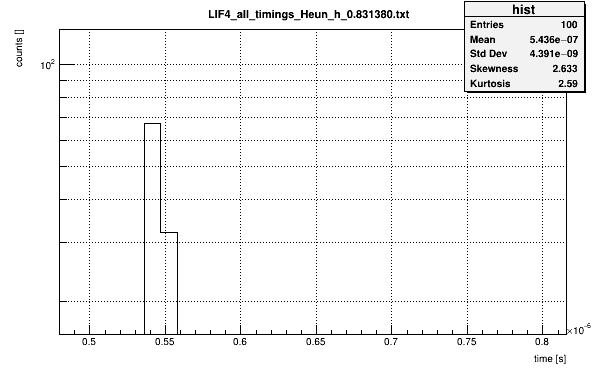 LIF4_all_timings_Heun_h_0.831380.txt
hist
Entries 100
Mean 5.436e−07
Std Dev 4.391e−09
Skewness 2.633
Kurtosis 2.59
counts []
10²
0.5 0.55 0.6 0.65 0.7 0.75 0.8
×10⁻⁶
time [s]